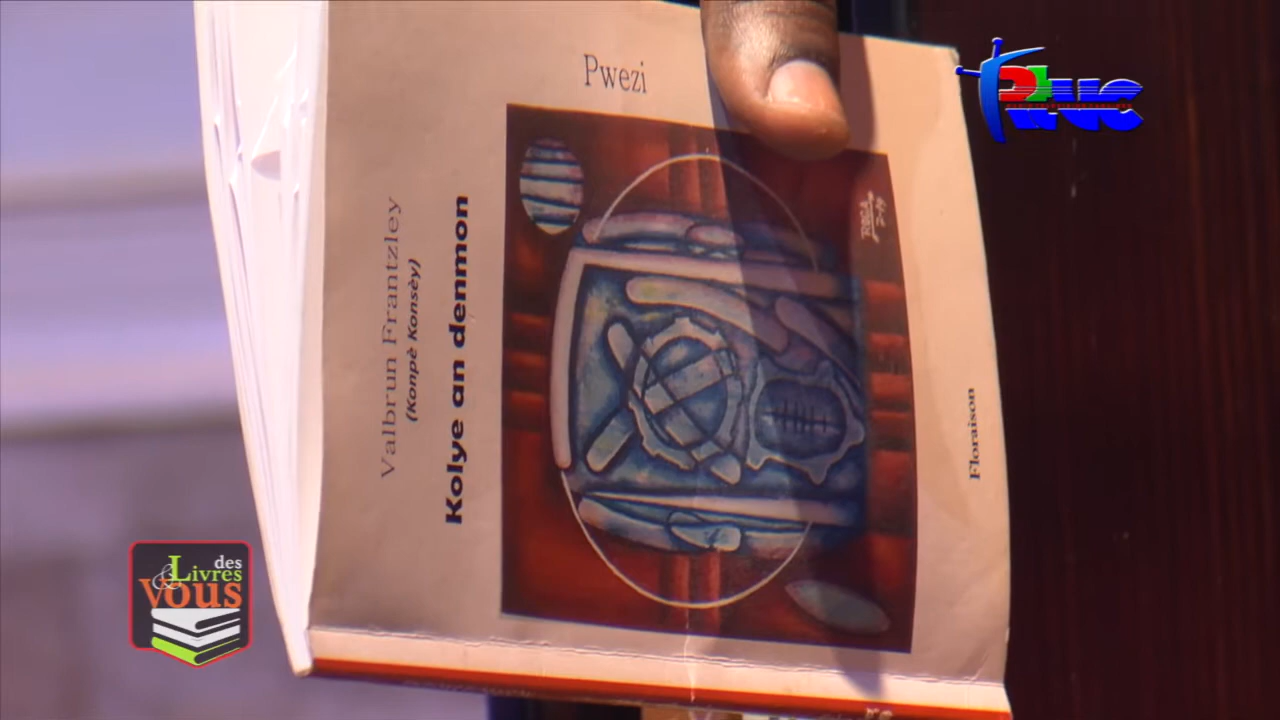 Valbrun Frantzley
(Konpè Konsèy)
Kolye an denmon
Pwezi
Floraison
des
Livres
& Vous